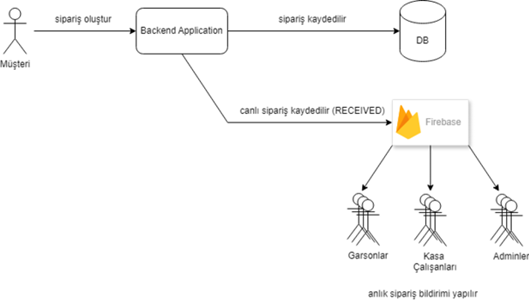 sipariş oluştur
Backend Application
sipariş kaydedilir
Müşteri
DB
canlı sipariş kaydedilir (RECEIVED)
Firebase
Garsonlar
Kasa
Çalışanları
Adminler
anlık sipariş bildirimi yapılır